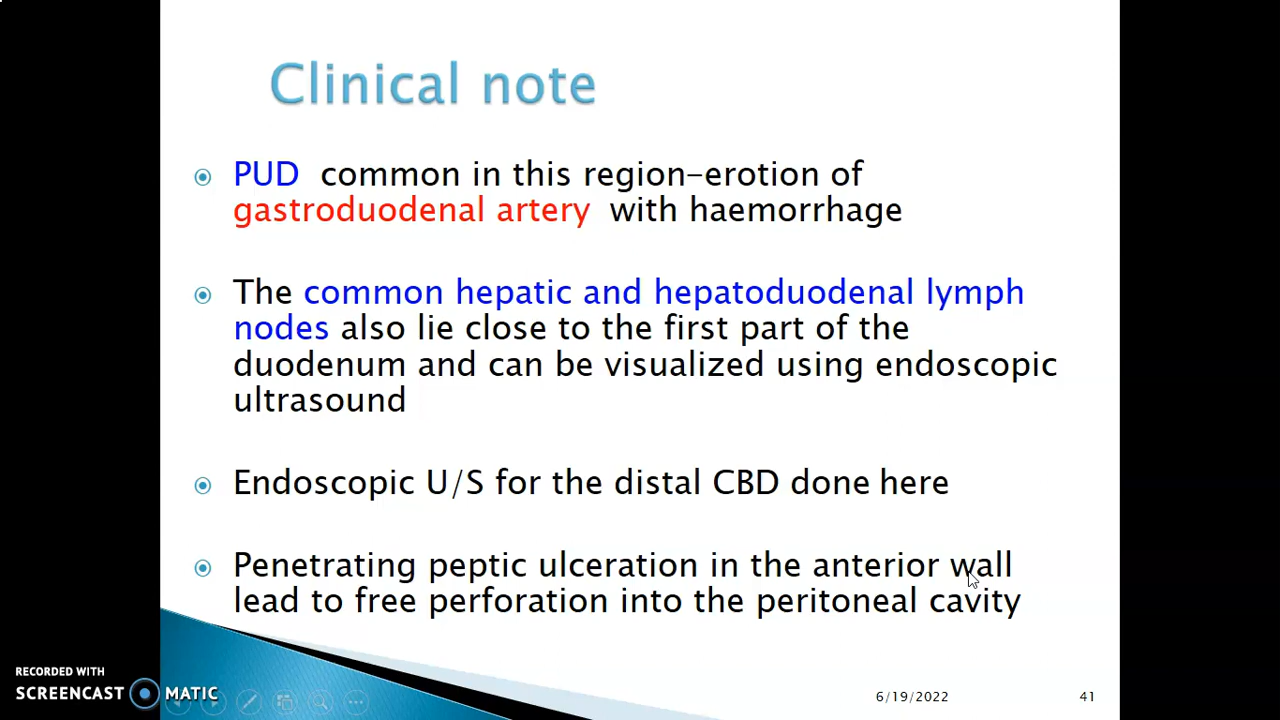 Clinical note
PUD common in this region-erotion of
gastroduodenal artery with haemorrhage
The common hepatic and hepatoduodenal lymph
nodes also lie close to the first part of the
duodenum and can be visualized using endoscopic
ultrasound
Endoscopic U/S for the distal CBD done here
Penetrating peptic ulceration in the anterior wall
lead to free perforation into the peritoneal cavity
RECORDED WITH
SCREENCAST MATIC
6/19/2022
41